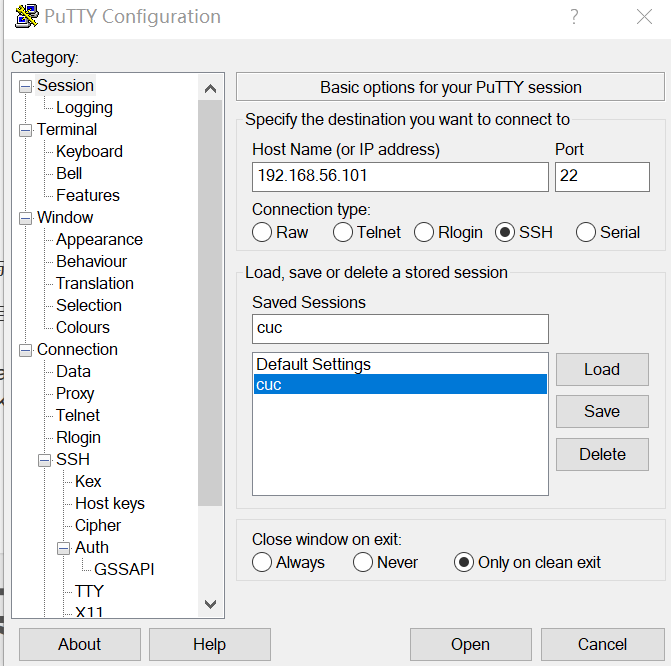 PuTTY Configuration
Category:
Session
Logging
Terminal
Keyboard
Bell
Features
Window
Appearance
Behaviour
Translation
Selection
Colours
Connection
Data
Proxy
Telnet
Rlogin
SSH
Kex
Host keys
Cipher
Auth
GSSAPI
TTY
X11
Basic options for your PuTTY session
Specify the destination you want to connect to
Host Name (or IP address) Port
192.168.56.101 22
Connection type:
Raw Telnet Rlogin SSH Serial
Load, save or delete a stored session
Saved Sessions
cuc
Default Settings
cuc
Load
Save
Delete
Close window on exit:
Always Never Only on clean exit
About Help Open Cancel